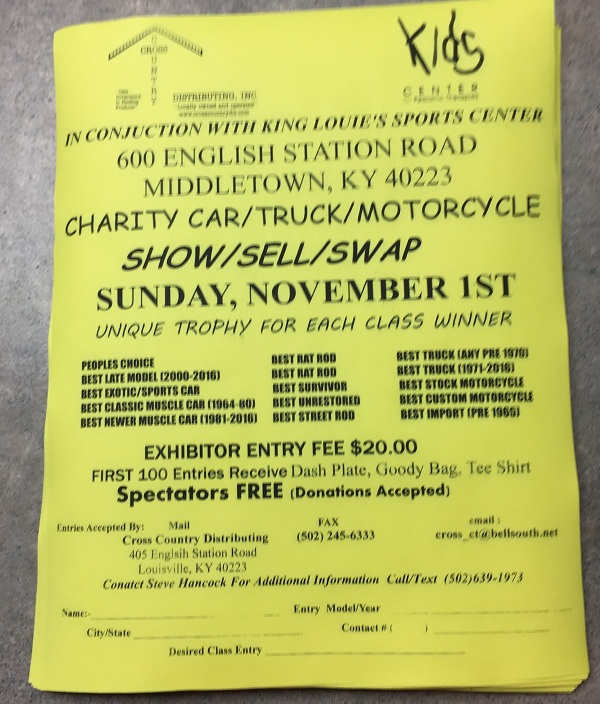 CROSS
COUNTRY
DISTRIBUTING, INC
Locally owned and operated
Kids
CENTER
IN CONJUCTION WITH KING LOUIE'S SPORTS CENTER
600 ENGLISH STATION ROAD
MIDDLETOWN, KY 40223
CHARITY CAR/TRUCK/MOTORCYCLE
SHOW/SELL/SWAP
SUNDAY, NOVEMBER 1ST
UNIQUE TROPHY FOR EACH CLASS WINNER
PEOPLES CHOICE
BEST LATE MODEL (2000-2016)
BEST EXOTIC/SPORTS CAR
BEST CLASSIC MUSCLE CAR (1964-80)
BEST NEWER MUSCLE CAR (1981-2016)
BEST RAT ROD
BEST RAT ROD
BEST SURVIVOR
BEST UNRESTORED
BEST STREET ROD
BEST TRUCK (ANY PRE 1970)
BEST TRUCK (1971-2016)
BEST STOCK MOTORCYCLE
BEST CUSTOM MOTORCYCLE
BEST IMPORT (PRE 1985)
EXHIBITOR ENTRY FEE $20.00
FIRST 100 Entries Receive Dash Plate, Goody Bag, Tee Shirt
Spectators FREE (Donations Accepted)
Entries Accepted By: Mail
Cross Country Distributing
405 Englsih Station Road
Louisville, KY 40223
FAX
(502) 245-6333
email :
cross_ct@bellsouth.net
Conatct Steve Hancock For Additional Information Call/Text (502)639-1973
Name:-
Entry Model/Year
City/State
Contact # ( )
Desired Class Entry